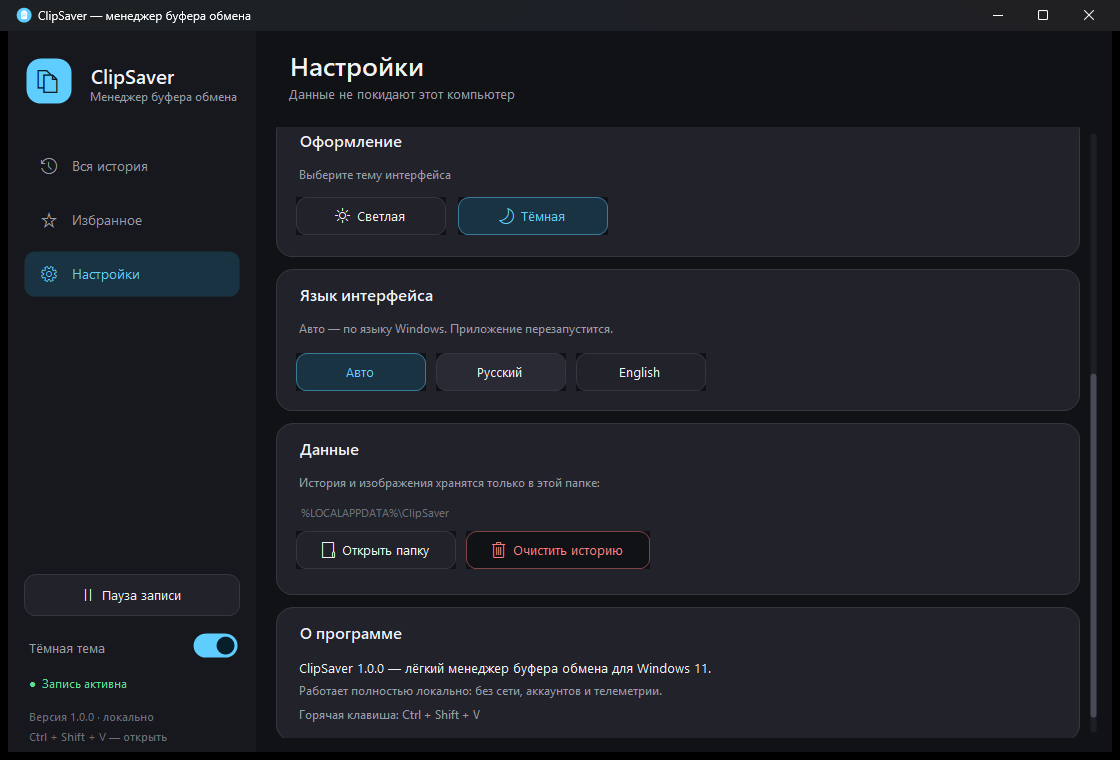 ClipSaver — менеджер буфера обмена
ClipSaver
Менеджер буфера обмена
Вся история
Избранное
Настройки
Пауза записи
Тёмная тема
Запись активна
Версия 1.0.0 · локально
Ctrl + Shift + V — открыть
Настройки
Данные не покидают этот компьютер
Оформление
Выберите тему интерфейса
Светлая
Тёмная
Язык интерфейса
Авто — по языку Windows. Приложение перезапустится.
Авто
Русский
English
Данные
История и изображения хранятся только в этой папке:
%LOCALAPPDATA%\ClipSaver
Открыть папку
Очистить историю
О программе
ClipSaver 1.0.0 — лёгкий менеджер буфера обмена для Windows 11.
Работает полностью локально: без сети, аккаунтов и телеметрии.
Горячая клавиша: Ctrl + Shift + V